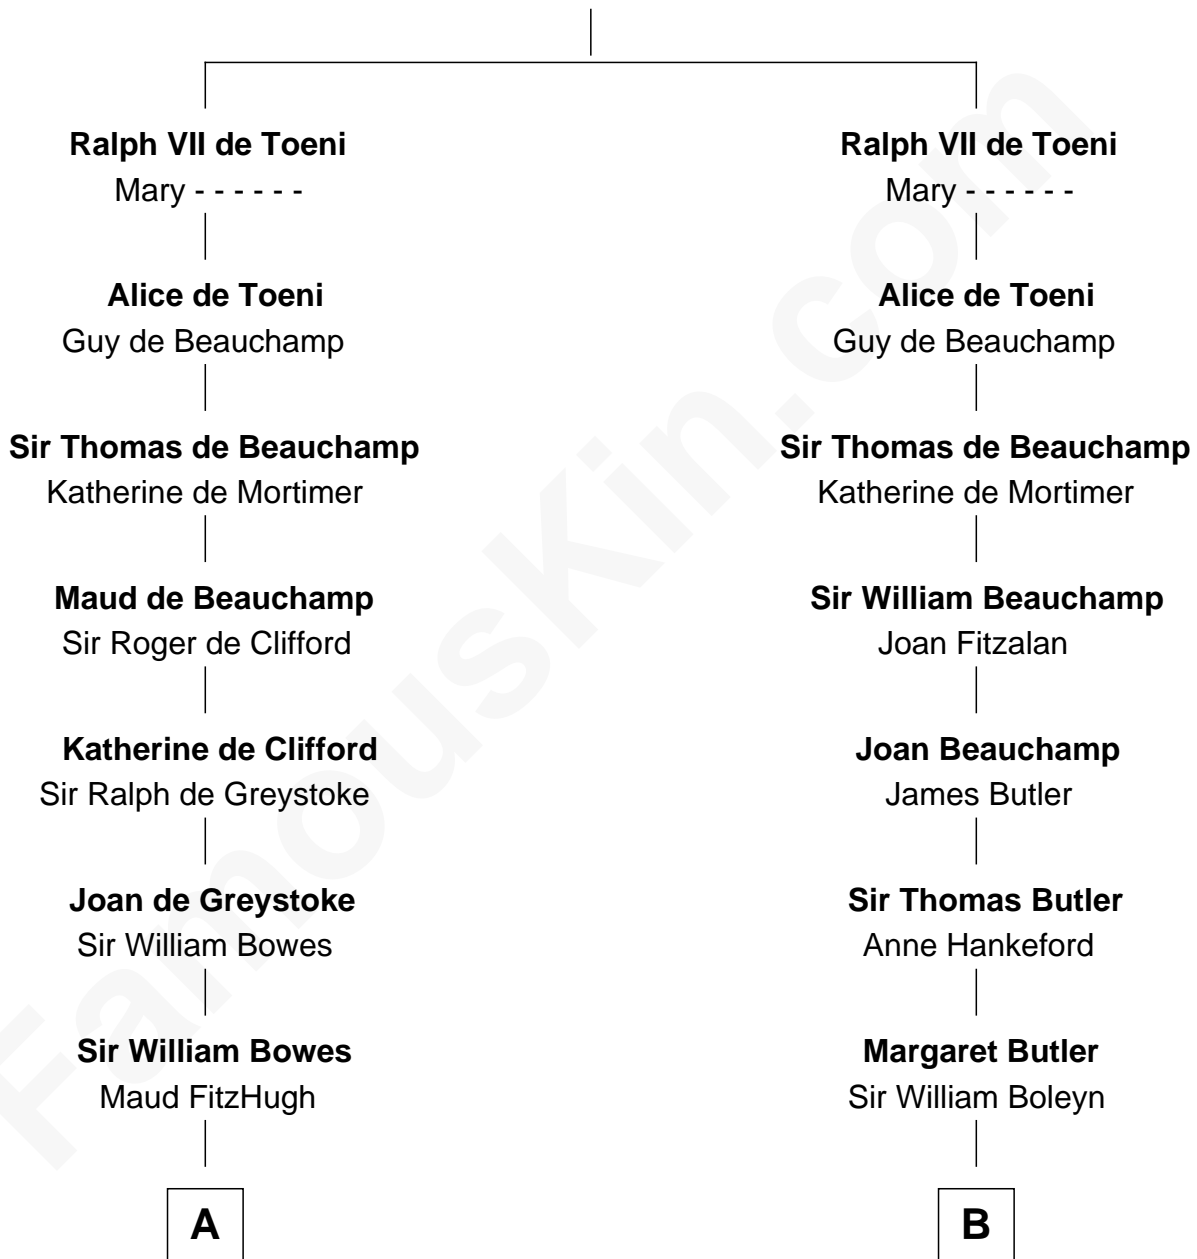 Ralph VII de Toeni
Mary - - - - - -
Alice de Toeni
Guy de Beauchamp
Sir Thomas de Beauchamp
Katherine de Mortimer
Maud de Beauchamp
Sir Roger de Clifford
Katherine de Clifford
Sir Ralph de Greystoke
Joan de Greystoke
Sir William Bowes
Sir William Bowes
Maud FitzHugh
A
Ralph VII de Toeni
Mary - - - - - -
Alice de Toeni
Guy de Beauchamp
Sir Thomas de Beauchamp
Katherine de Mortimer
Sir William Beauchamp
Joan Fitzalan
Joan Beauchamp
James Butler
Sir Thomas Butler
Anne Hankeford
Margaret Butler
Sir William Boleyn
B
FamousKin.com